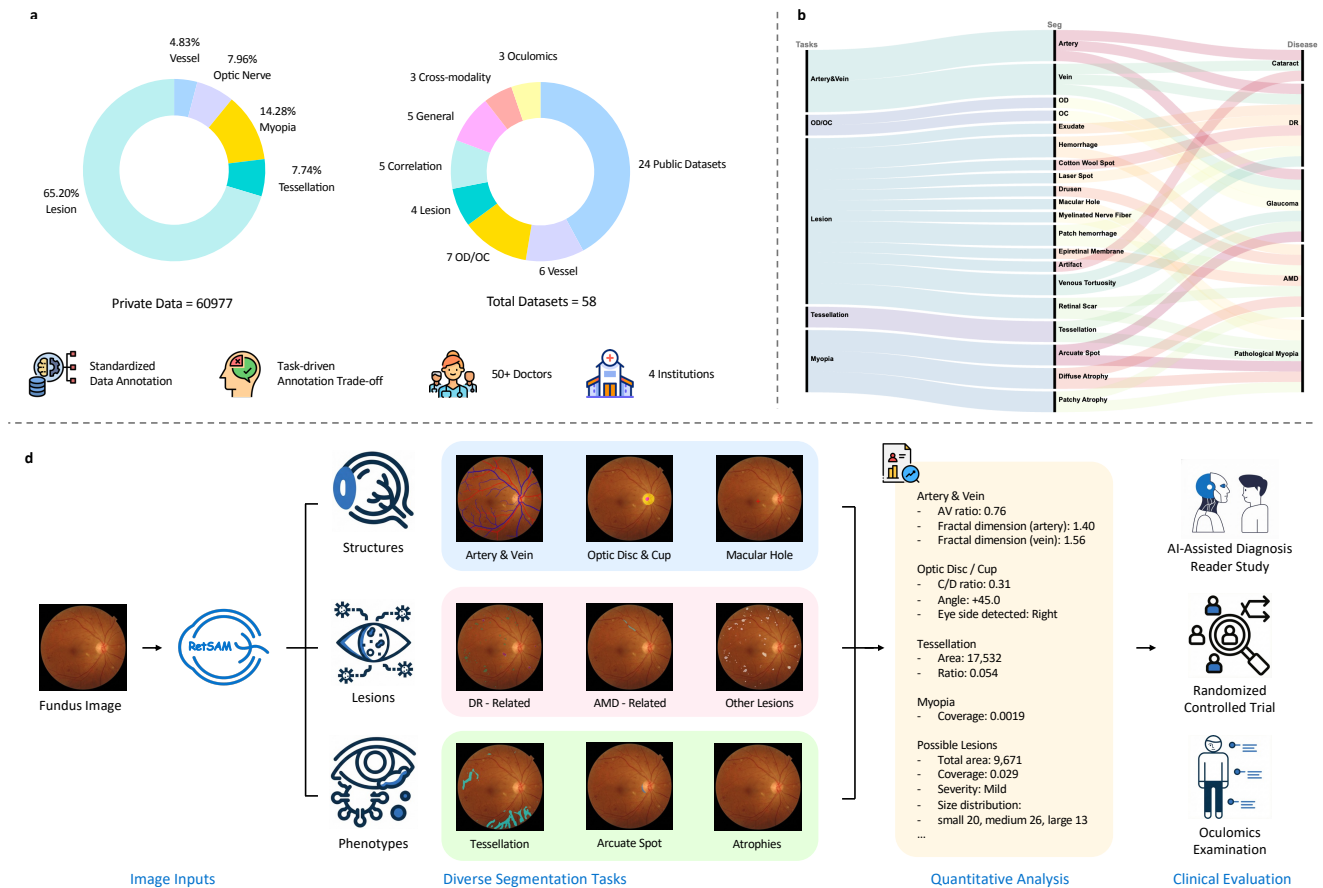 a
4.83%
Vessel
7.96%
Optic Nerve
14.28%
Myopia
7.74%
Tessellation
65.20%
Lesion
Private Data = 60977
3 Oculomics
3 Cross-modality
5 General
5 Correlation
4 Lesion
7 OD/OC
6 Vessel
24 Public Datasets
Total Datasets = 58
Standardized
Data Annotation
Task-driven
Annotation Trade-off
50+ Doctors
4 Institutions
b
Tasks
Artery&Vein
OD/OC
Lesion
Tessellation
Myopia
Seg
Artery
Vein
OD
OC
Exudate
Hemorrhage
Cotton Wool Spot
Laser Spot
Drusen
Macular Hole
Myelinated Nerve Fiber
Patch hemorrhage
Epiretinal Membrane
Artifact
Venous Tortuosity
Retinal Scar
Tessellation
Arcuate Spot
Diffuse Atrophy
Patchy Atrophy
Disease
Cataract
DR
Glaucoma
AMD
Pathological Myopia
d
Fundus Image
RetSAM
Structures
Lesions
Phenotypes
Artery & Vein
Optic Disc & Cup
Macular Hole
DR - Related
AMD - Related
Other Lesions
Tessellation
Arcuate Spot
Atrophies
Artery & Vein
- AV ratio: 0.76
- Fractal dimension (artery): 1.40
- Fractal dimension (vein): 1.56
Optic Disc / Cup
- C/D ratio: 0.31
- Angle: +45.0
- Eye side detected: Right
Tessellation
- Area: 17,532
- Ratio: 0.054
Myopia
- Coverage: 0.0019
Possible Lesions
- Total area: 9,671
- Coverage: 0.029
- Severity: Mild
- Size distribution:
- small 20, medium 26, large 13
...
AI-Assisted Diagnosis
Reader Study
Randomized
Controlled Trial
Oculomics
Examination
Image Inputs
Diverse Segmentation Tasks
Quantitative Analysis
Clinical Evaluation